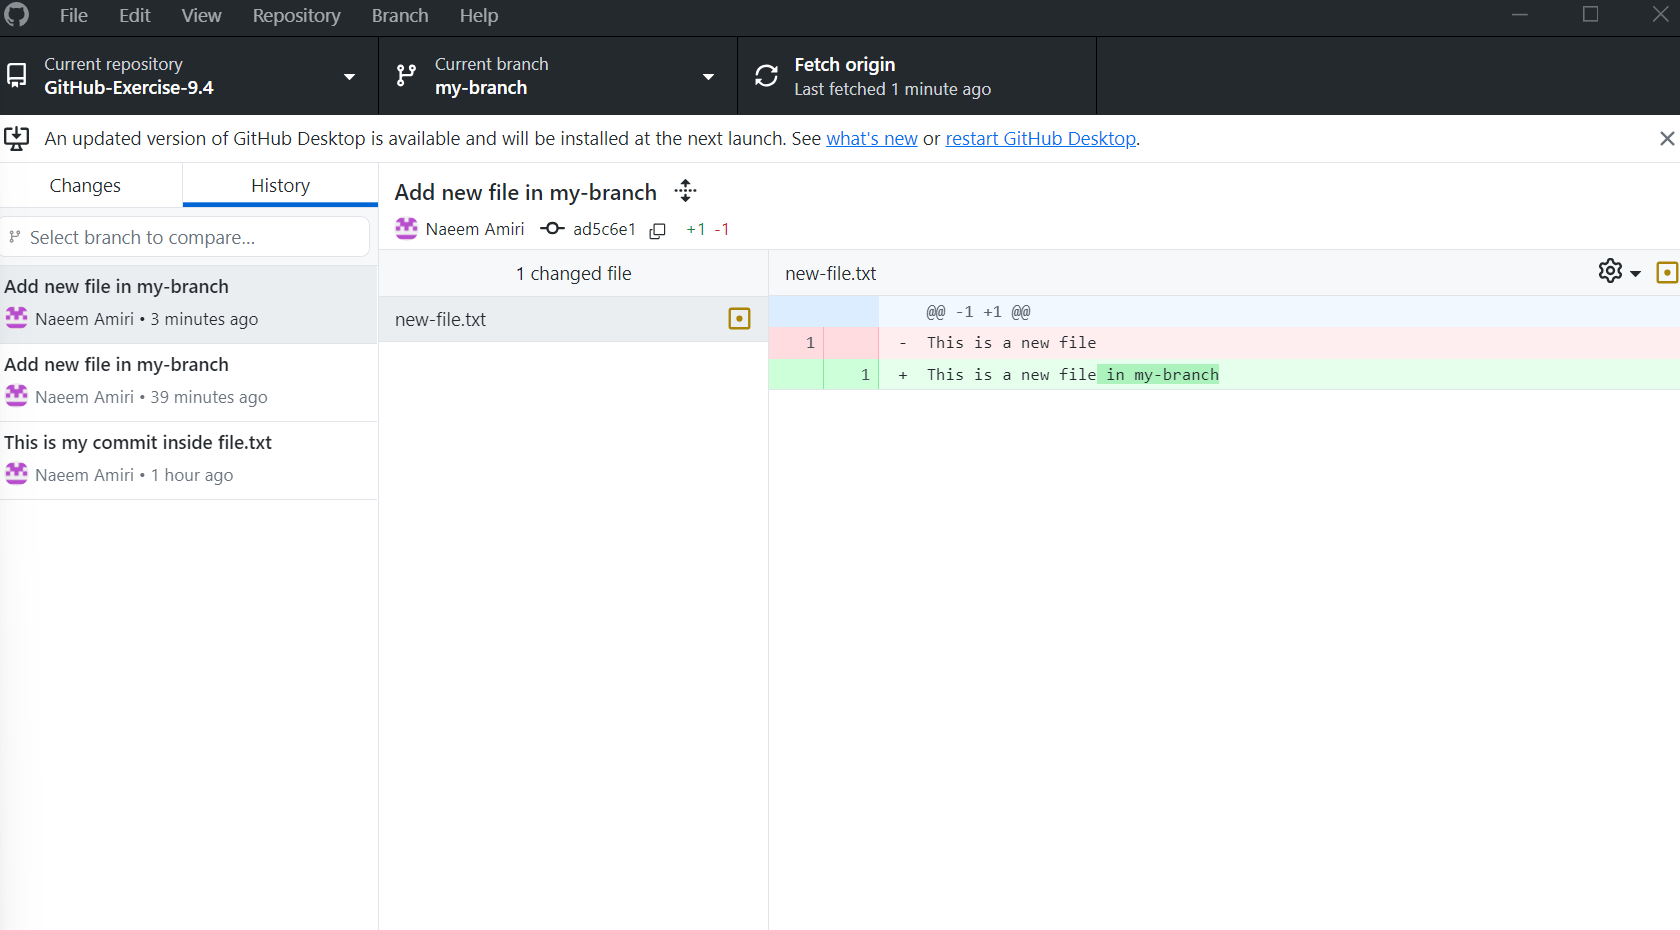 File Edit View Repository Branch Help
Current repository
GitHub-Exercise-9.4
Current branch
my-branch
Fetch origin
Last fetched 1 minute ago
An updated version of GitHub Desktop is available and will be installed at the next launch. See what's new or restart GitHub Desktop.
Changes
History
Select branch to compare...
Add new file in my-branch
Naeem Amiri • 3 minutes ago
Add new file in my-branch
Naeem Amiri • 39 minutes ago
This is my commit inside file.txt
Naeem Amiri • 1 hour ago
Add new file in my-branch
Naeem Amiri ad5c6e1 +1 -1
1 changed file
new-file.txt
new-file.txt
@@ -1 +1 @@
1 - This is a new file
1 + This is a new file in my-branch